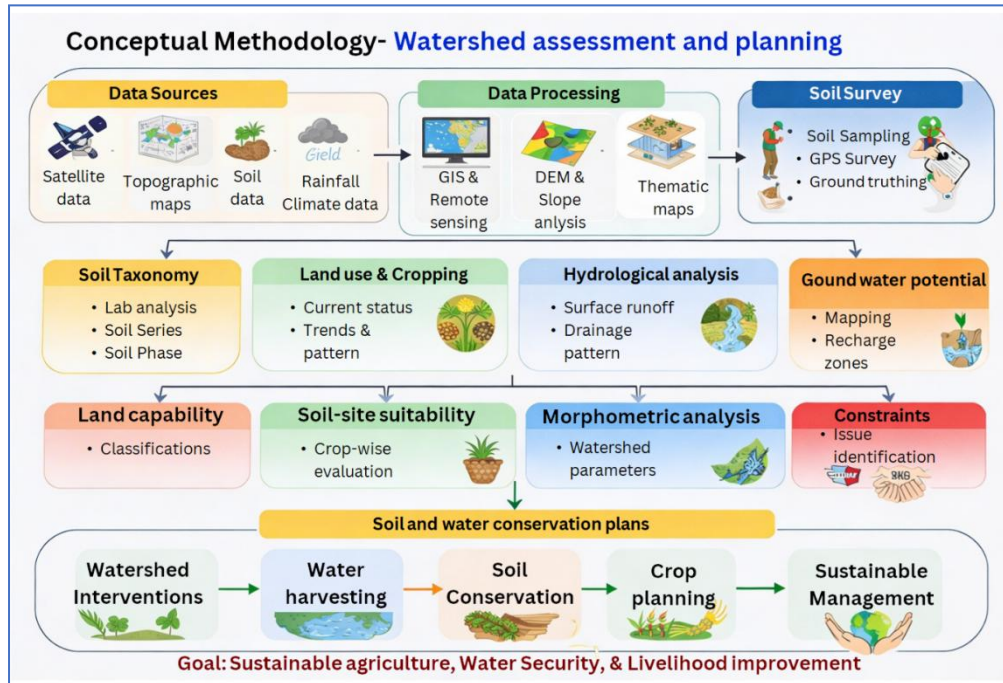 Conceptual Methodology- Watershed assessment and planning
Data Sources
Data Processing
Soil Survey
Satellite
data
Topographic
maps
Soil
data
Gield
Rainfall
Climate data
GIS &
Remote
sensing
DEM &
Slope
anlysis
Thematic
maps
• Soil Sampling
• GPS Survey
• Ground truthing
Soil Taxonomy
• Lab analysis
• Soil Series
• Soil Phase
Land use & Cropping
• Current status
• Trends &
pattern
Hydrological analysis
• Surface runoff
• Drainage
pattern
Gound water potential
• Mapping
• Recharge
zones
Land capability
• Classifications
Soil-site suitability
• Crop-wise
evaluation
Morphometric analysis
• Watershed
parameters
Constraints
• Issue
identification
Soil and water conservation plans
Watershed
Interventions
Water
harvesting
Soil
Conservation
Crop
planning
Sustainable
Management
Goal: Sustainable agriculture, Water Security, & Livelihood improvement